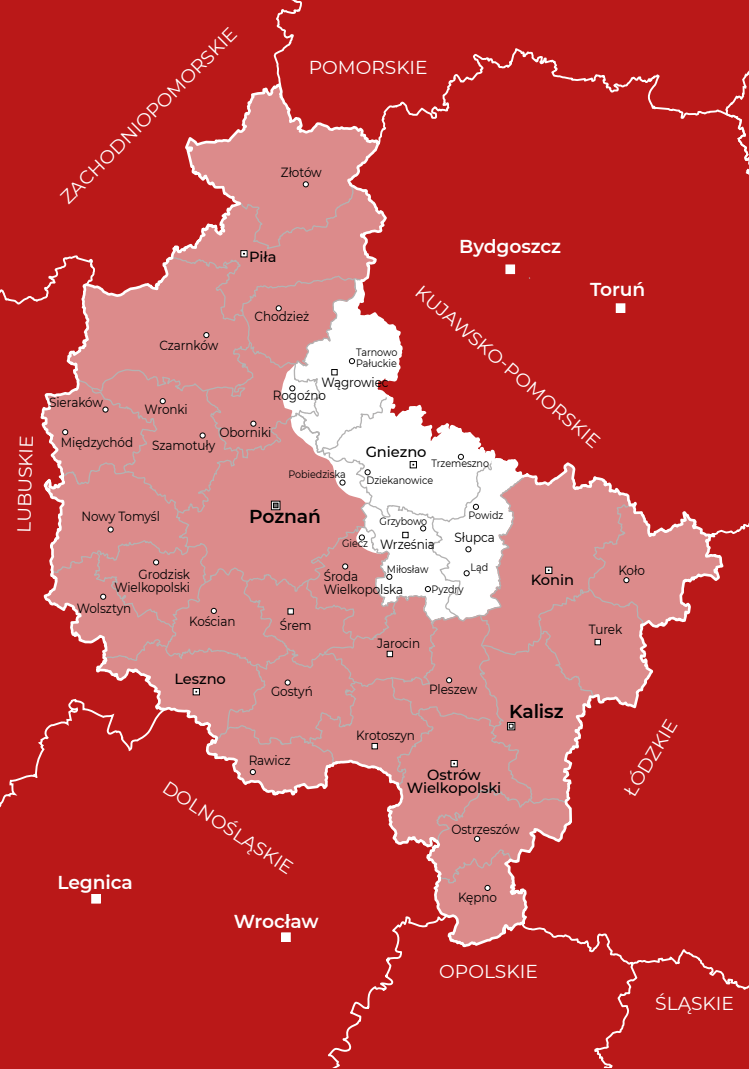 POMORSKIE
ZACHODNIOPOMORSKIE
Złotów
Bydgoszcz
Piła
Toruń
KUJAWSKO-POMORSKIE
Chodzież
Czarnków
Tarnowo
Pałuckie
Wągrowiec
Rogoźno
Sieraków
Wronki
Oborniki
Międzychód
Szamotuły
LUBUSKIE
Gniezno
Trzemeszno
Pobiedziska
Dziekanowice
Nowy Tomyśl
Poznań
Powidz
Grzybowo
Giecz
Września
Słupca
Grodzisk
Wielkopolski
Środa
Wielkopolska
Miłosław
Ląd
Pyzdry
Konin
Koło
Wolsztyn
Kościan
Śrem
Turek
Jarocin
Leszno
Gostyń
Pleszew
Kalisz
Krotoszyn
Rawicz
Ostrów
Wielkopolski
ŁÓDZKIE
DOLNOŚLĄSKIE
Ostrzeszów
Legnica
Kępno
Wrocław
OPOLSKIE
ŚLĄSKIE